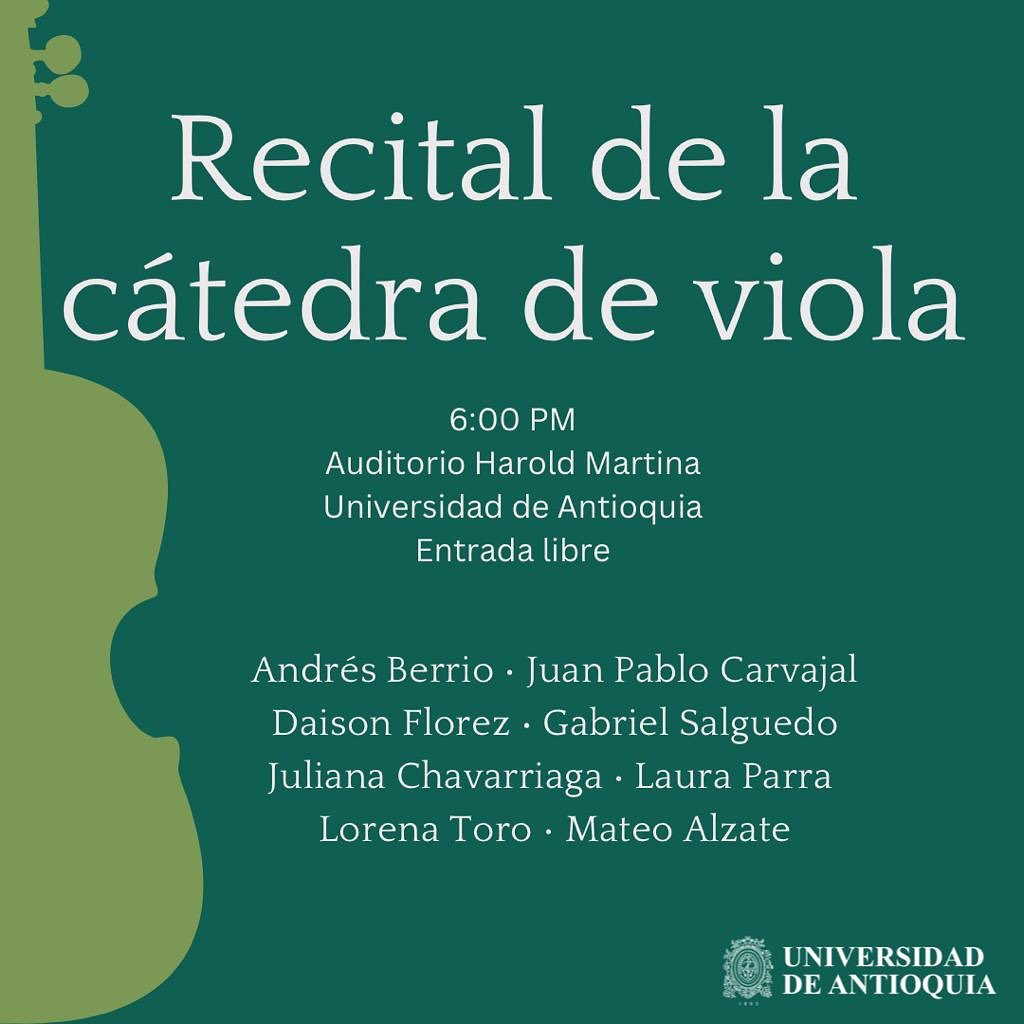 Recital de la
cátedra de viola
6:00 PM
Auditorio Harold Martina
Universidad de Antioquia
Entrada libre
Andrés Berrio · Juan Pablo Carvajal
Daison Florez · Gabriel Salguedo
Juliana Chavarriaga · Laura Parra
Lorena Toro · Mateo Alzate
UNIVERSIDAD
DE ANTIOQUIA